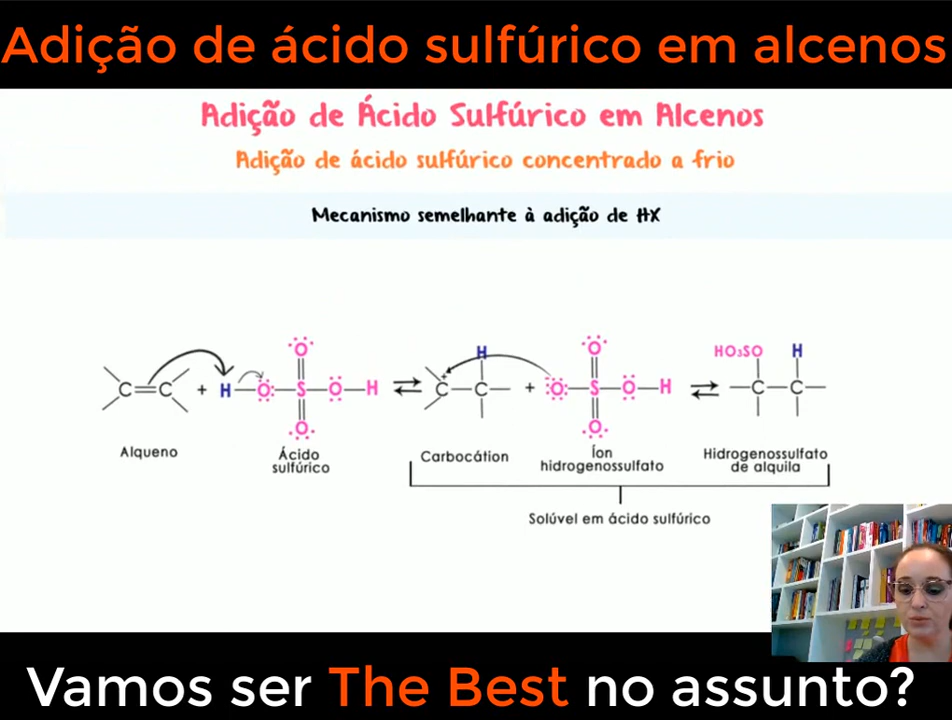 Adição de ácido sulfúrico em alcenos
Adição de Ácido Sulfúrico em Alcenos
Adição de ácido sulfúrico concentrado a frio
Mecanismo semelhante à adição de HX
C=C + H—O—S—O—H ⇄ C—C + O—S—O—H ⇄ —C—C—
O O H O O HO₃SO H
Alqueno
Ácido
sulfúrico
Carbocátion
Íon
hidrogenossulfato
Hidrogenossulfato
de alquila
Solúvel em ácido sulfúrico
Vamos ser The Best no assunto?